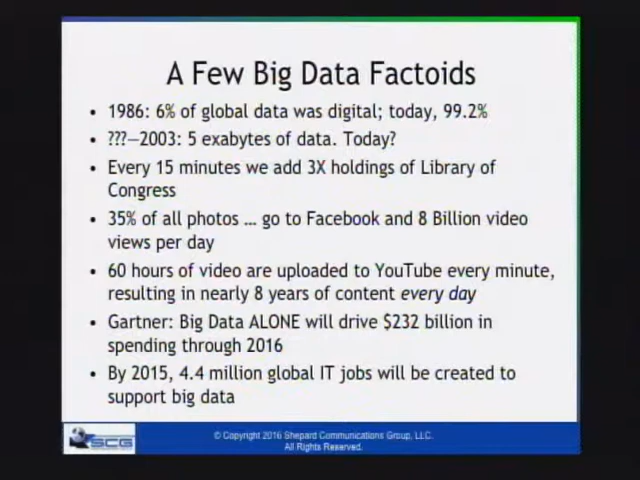 A Few Big Data Factoids
• 1986: 6% of global data was digital; today, 99.2%
• ???—2003: 5 exabytes of data. Today?
• Every 15 minutes we add 3X holdings of Library of
Congress
• 35% of all photos … go to Facebook and 8 Billion video
views per day
• 60 hours of video are uploaded to YouTube every minute,
resulting in nearly 8 years of content every day
• Gartner: Big Data ALONE will drive $232 billion in
spending through 2016
• By 2015, 4.4 million global IT jobs will be created to
support big data
SCG
© Copyright 2016 Shepard Communications Group, LLC.
All Rights Reserved.